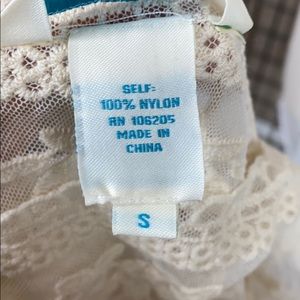 SELF:
100% NYLON
RN 106205
MADE IN
CHINA
S